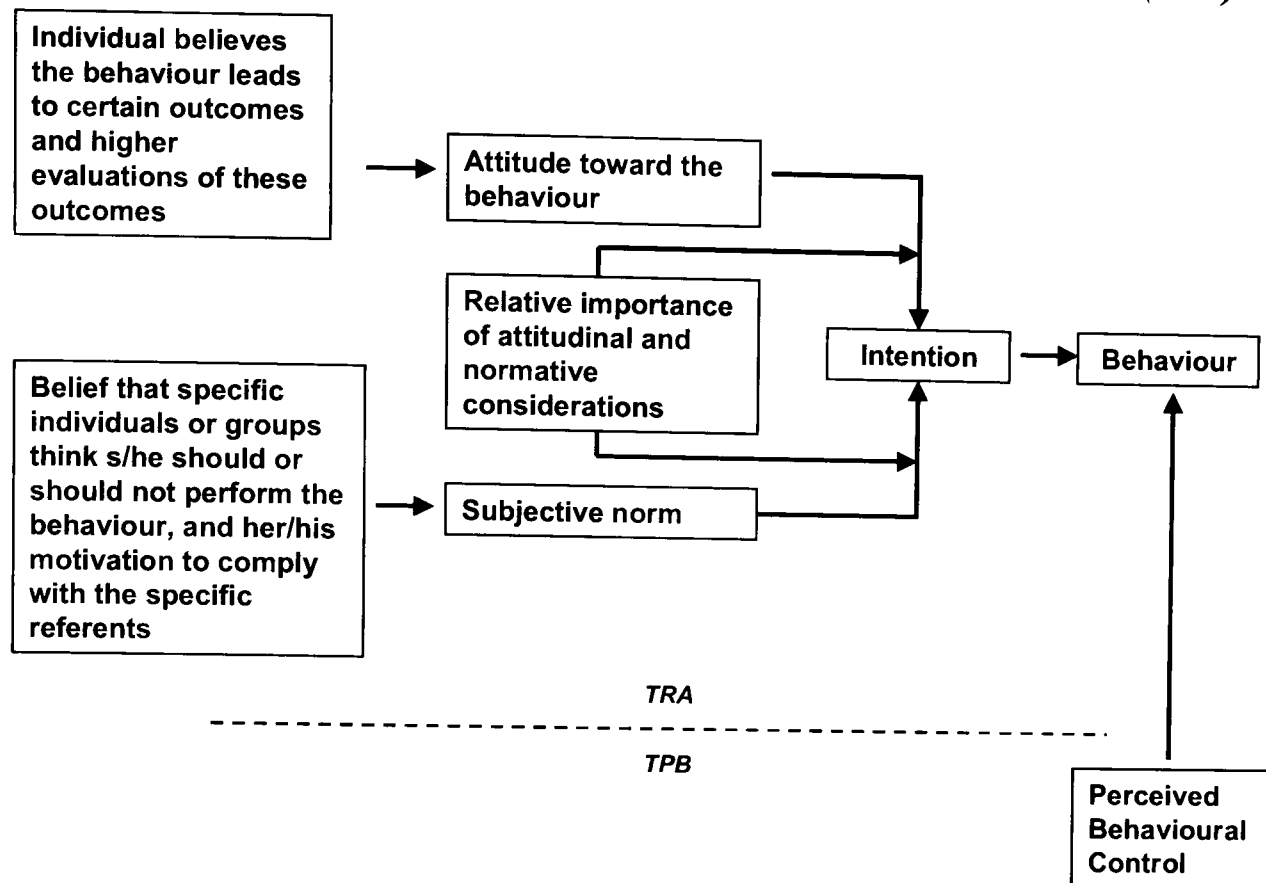 Individual believes
the behaviour leads
to certain outcomes
and higher
evaluations of these
outcomes
Attitude toward the
behaviour
Relative importance
of attitudinal and
normative
considerations
Intention
Behaviour
Belief that specific
individuals or groups
think s/he should or
should not perform the
behaviour, and her/his
motivation to comply
with the specific
referents
Subjective norm
TRA
TPB
Perceived
Behavioural
Control